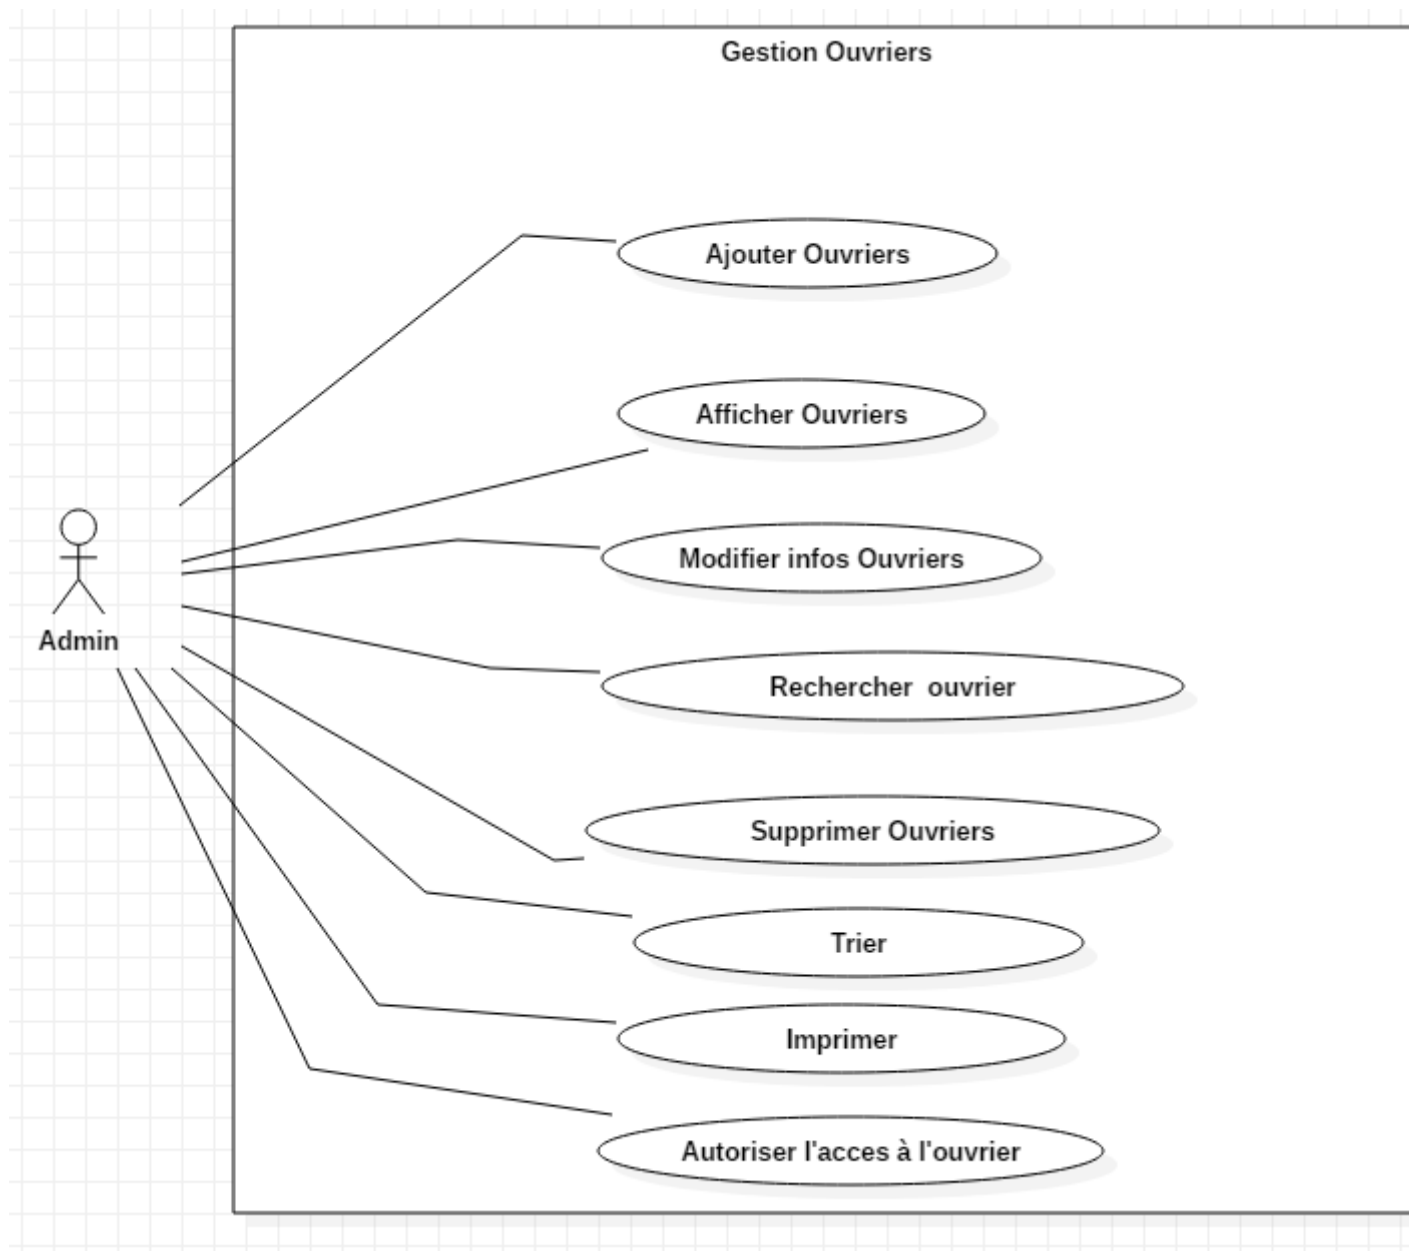 Gestion Ouvriers
Ajouter Ouvriers
Afficher Ouvriers
Modifier infos Ouvriers
Admin
Rechercher  ouvrier
Supprimer Ouvriers
Trier
Imprimer
Autoriser l'acces à l'ouvrier